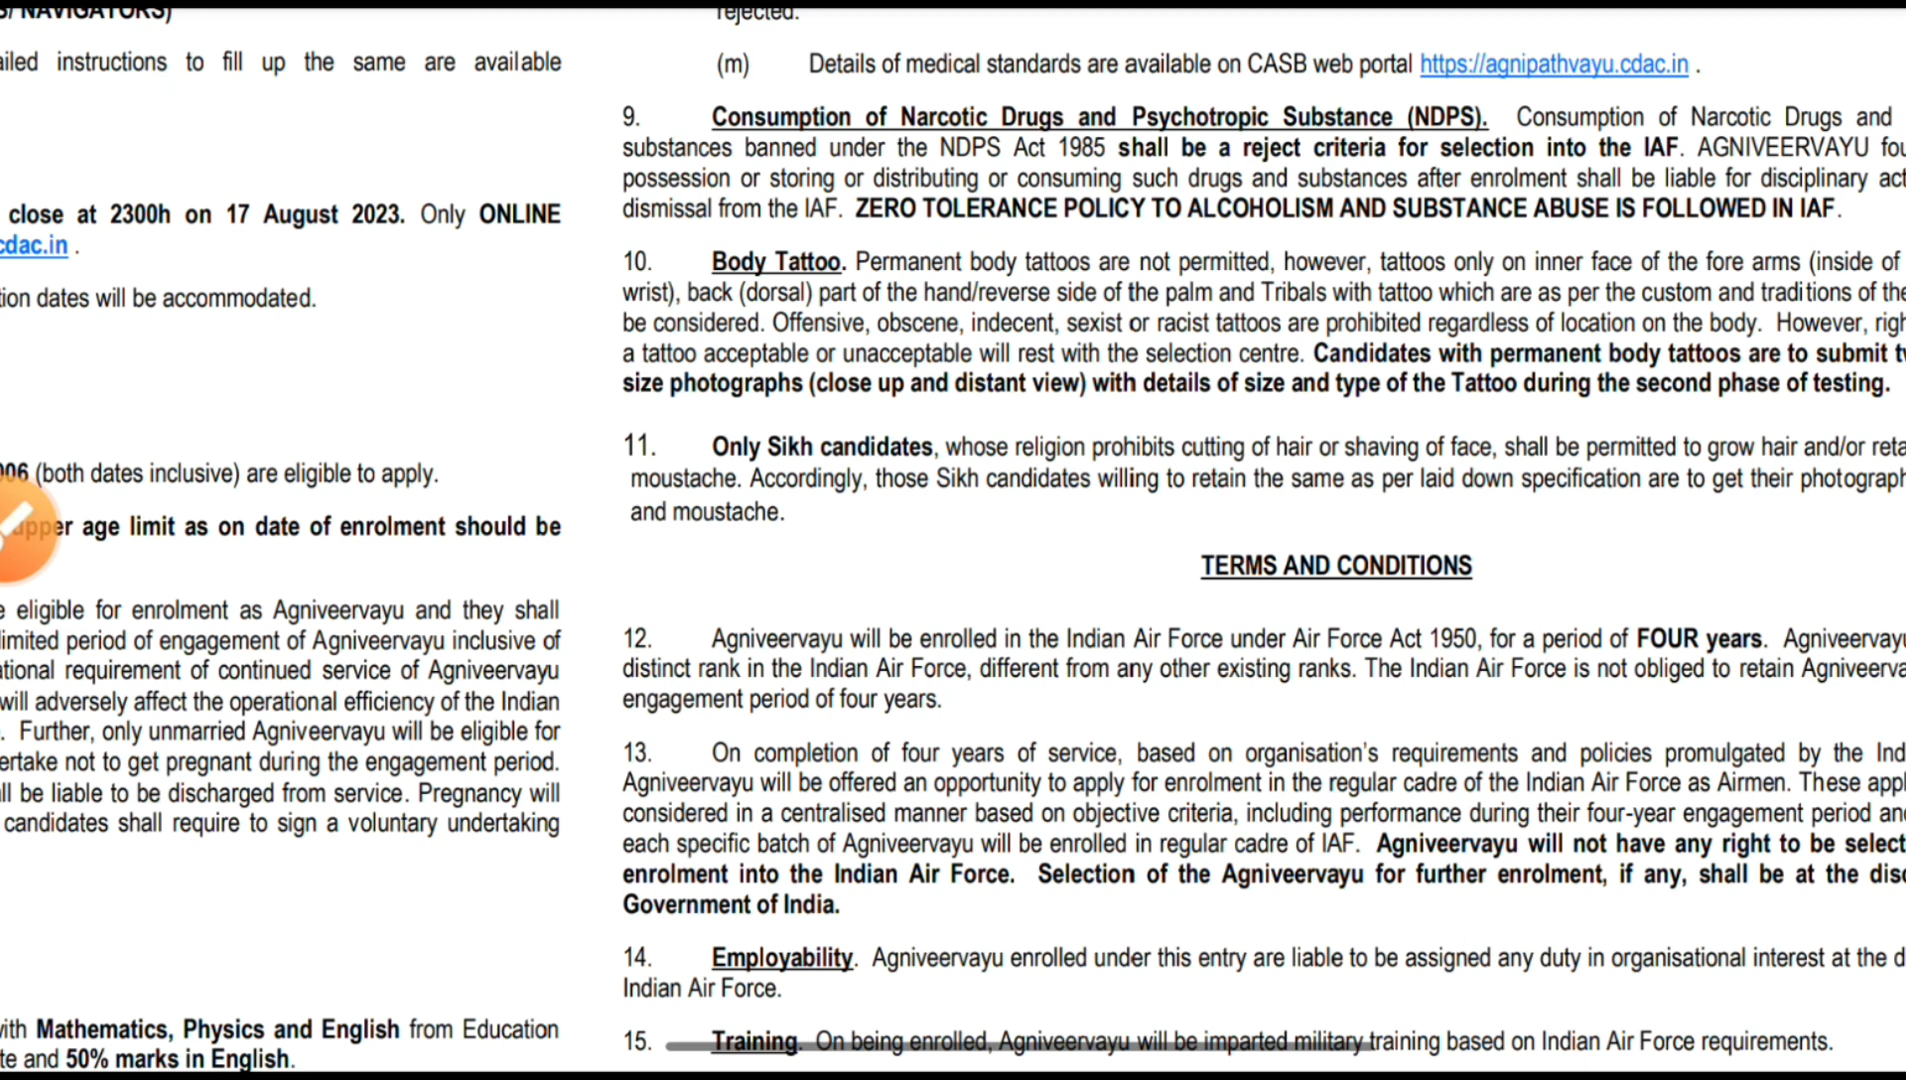 S/ NAVIGATORS)
ailed instructions to fill up the same are available
close at 2300h on 17 August 2023. Only ONLINE
cdac.in .
tion dates will be accommodated.
006 (both dates inclusive) are eligible to apply.
upper age limit as on date of enrolment should be
e eligible for enrolment as Agniveervayu and they shall
limited period of engagement of Agniveervayu inclusive of
ational requirement of continued service of Agniveervayu
will adversely affect the operational efficiency of the Indian
. Further, only unmarried Agniveervayu will be eligible for
ertake not to get pregnant during the engagement period.
ll be liable to be discharged from service. Pregnancy will
candidates shall require to sign a voluntary undertaking
with Mathematics, Physics and English from Education
te and 50% marks in English.
rejected.
(m) Details of medical standards are available on CASB web portal https://agnipathvayu.cdac.in .
9. Consumption of Narcotic Drugs and Psychotropic Substance (NDPS). Consumption of Narcotic Drugs and
substances banned under the NDPS Act 1985 shall be a reject criteria for selection into the IAF. AGNIVEERVAYU fou
possession or storing or distributing or consuming such drugs and substances after enrolment shall be liable for disciplinary act
dismissal from the IAF. ZERO TOLERANCE POLICY TO ALCOHOLISM AND SUBSTANCE ABUSE IS FOLLOWED IN IAF.
10. Body Tattoo. Permanent body tattoos are not permitted, however, tattoos only on inner face of the fore arms (inside of
wrist), back (dorsal) part of the hand/reverse side of the palm and Tribals with tattoo which are as per the custom and traditions of the
be considered. Offensive, obscene, indecent, sexist or racist tattoos are prohibited regardless of location on the body. However, righ
a tattoo acceptable or unacceptable will rest with the selection centre. Candidates with permanent body tattoos are to submit tw
size photographs (close up and distant view) with details of size and type of the Tattoo during the second phase of testing.
11. Only Sikh candidates, whose religion prohibits cutting of hair or shaving of face, shall be permitted to grow hair and/or reta
moustache. Accordingly, those Sikh candidates willing to retain the same as per laid down specification are to get their photograph
and moustache.
TERMS AND CONDITIONS
12. Agniveervayu will be enrolled in the Indian Air Force under Air Force Act 1950, for a period of FOUR years. Agniveervayu
distinct rank in the Indian Air Force, different from any other existing ranks. The Indian Air Force is not obliged to retain Agniveerva
engagement period of four years.
13. On completion of four years of service, based on organisation's requirements and policies promulgated by the Ind
Agniveervayu will be offered an opportunity to apply for enrolment in the regular cadre of the Indian Air Force as Airmen. These appl
considered in a centralised manner based on objective criteria, including performance during their four-year engagement period and
each specific batch of Agniveervayu will be enrolled in regular cadre of IAF. Agniveervayu will not have any right to be select
enrolment into the Indian Air Force. Selection of the Agniveervayu for further enrolment, if any, shall be at the disc
Government of India.
14. Employability. Agniveervayu enrolled under this entry are liable to be assigned any duty in organisational interest at the d
Indian Air Force.
15. Training. On being enrolled, Agniveervayu will be imparted military training based on Indian Air Force requirements.